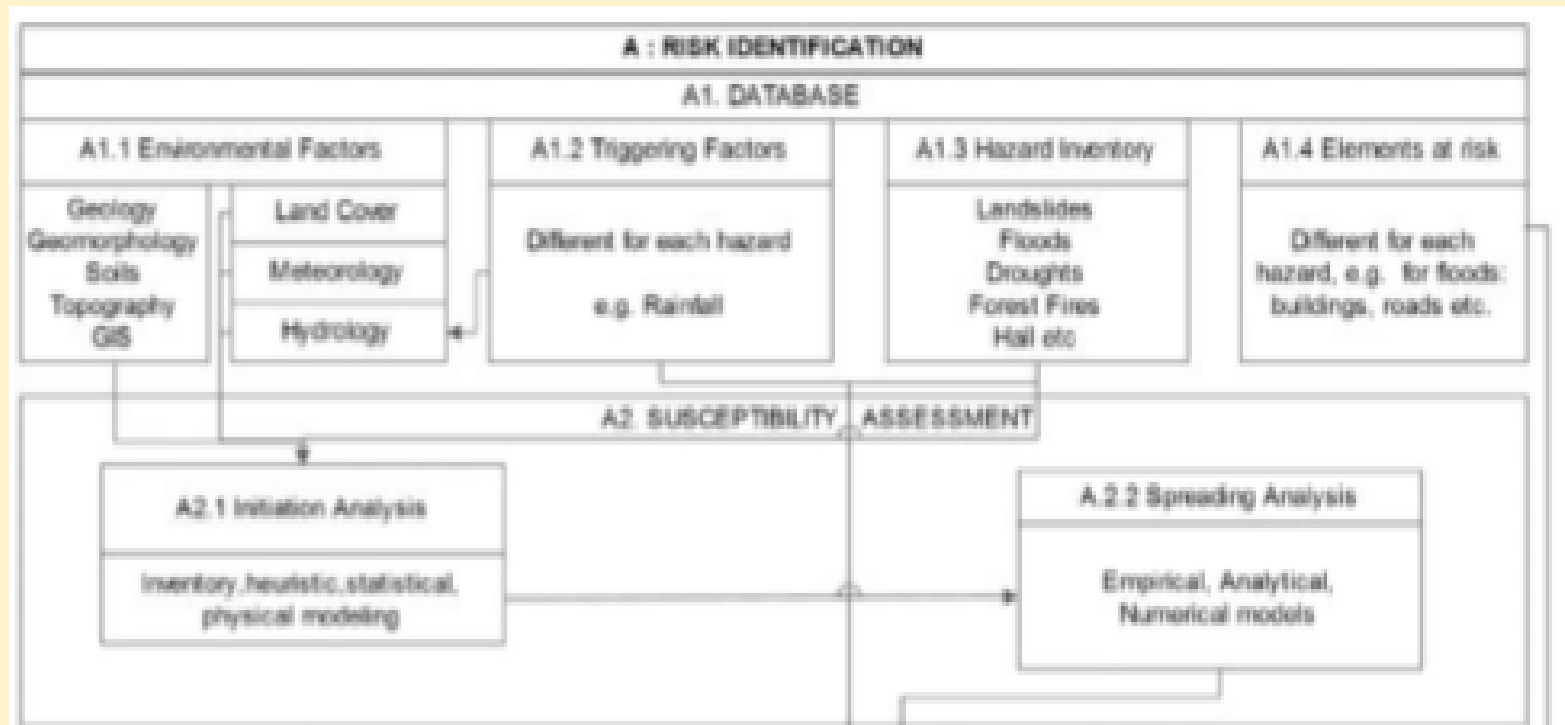 A : RISK IDENTIFICATION
A1. DATABASE
A1.1 Environmental Factors
Geology
Geomorphology
Soils
Topography
GIS
Land Cover
Meteorology
Hydrology
A1.2 Triggering Factors
Different for each hazard
e.g. Rainfall
A1.3 Hazard Inventory
Landslides
Floods
Droughts
Forest Fires
Hail etc
A1.4 Elements at risk
Different for each
hazard, e.g. for floods:
buildings, roads etc.
A2. SUSCEPTIBILITY ASSESSMENT
A2.1 Initiation Analysis
Inventory,heuristic,statistical,
physical modeling
A.2.2 Spreading Analysis
Empirical, Analytical,
Numerical models